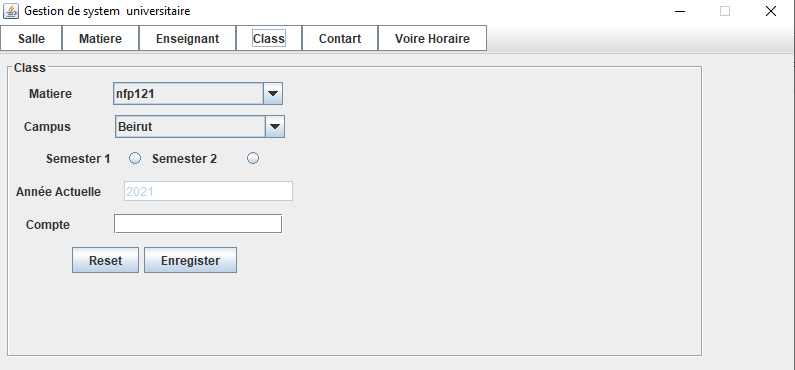 Gestion de system universitaire
Salle Matiere Enseignant Class Contart Voire Horaire
Class
Matiere nfp121
Campus Beirut
Semester 1 Semester 2
Année Actuelle 2021
Compte
Reset Enregister